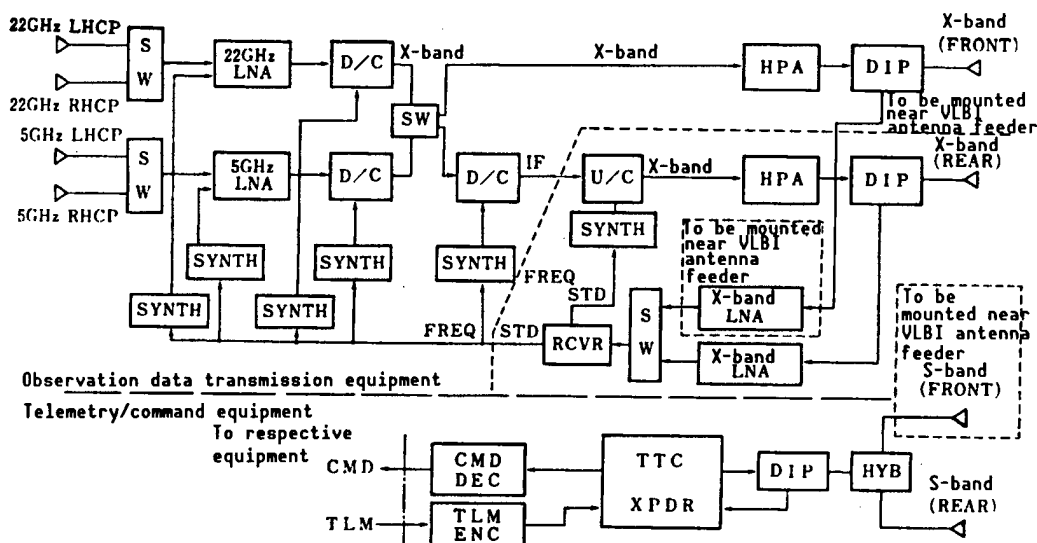 22GHz LHCP
S
W
22GHz RHCP
22GHz
LNA
D/C
X-band
X-band
HPA
DIP
X-band
(FRONT)
SW
To be mounted
near VLBI
antenna feeder
5GHz LHCP
S
W
5GHz RHCP
5GHz
LNA
D/C
D/C
IF
U/C
X-band
HPA
DIP
X-band
(REAR)
SYNTH
SYNTH
SYNTH
SYNTH
SYNTH
SYNTH
FREQ
STD
To be mounted
near VLBI
antenna
feeder
X-band
LNA
X-band
LNA
S
W
FREQ
STD
RCVR
To be
mounted near
VLBI antenna
feeder
S-band
(FRONT)
Observation data transmission equipment
Telemetry/command equipment
To respective
equipment
CMD
CMD
DEC
TTC
XPDR
DIP
HYB
TLM
TLM
ENC
S-band
(REAR)